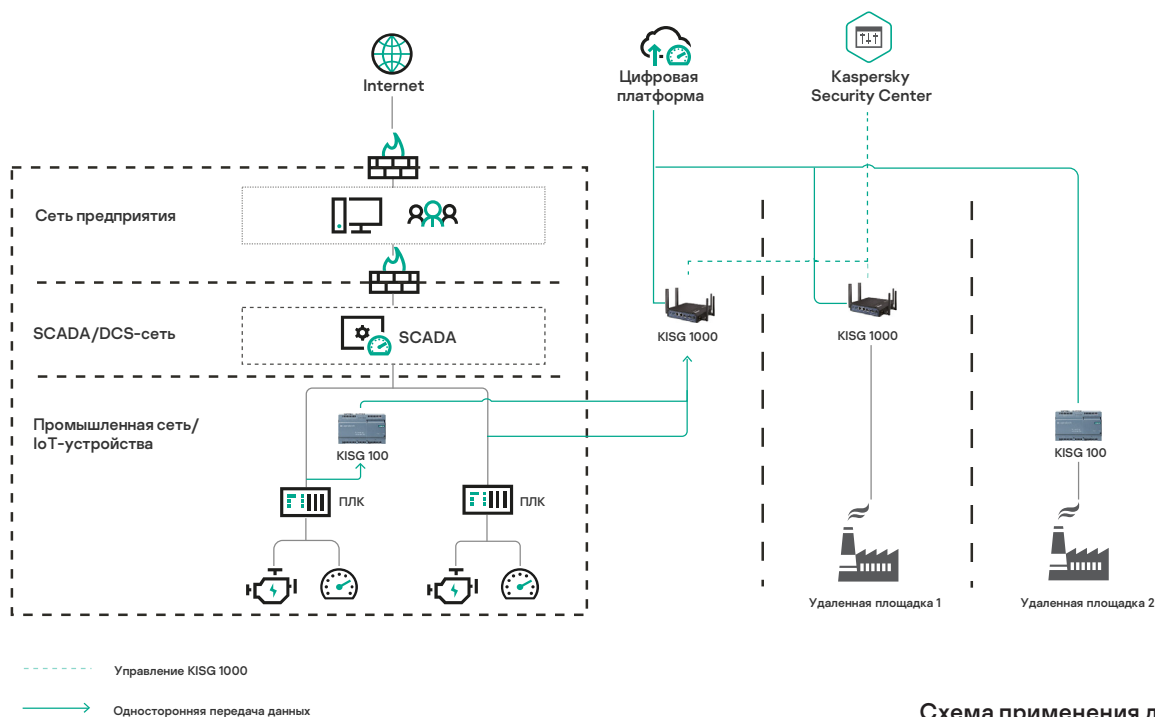 Internet
Цифровая
платформа
Kaspersky
Security Center
Сеть предприятия
SCADA/DCS-сеть
SCADA
KISG 1000
KISG 1000
Промышленная сеть/
IoT-устройства
KISG 100
KISG 100
ПЛК
ПЛК
Удаленная площадка 1
Удаленная площадка 2
Управление KISG 1000
Односторонняя передача данных
Схема применения д